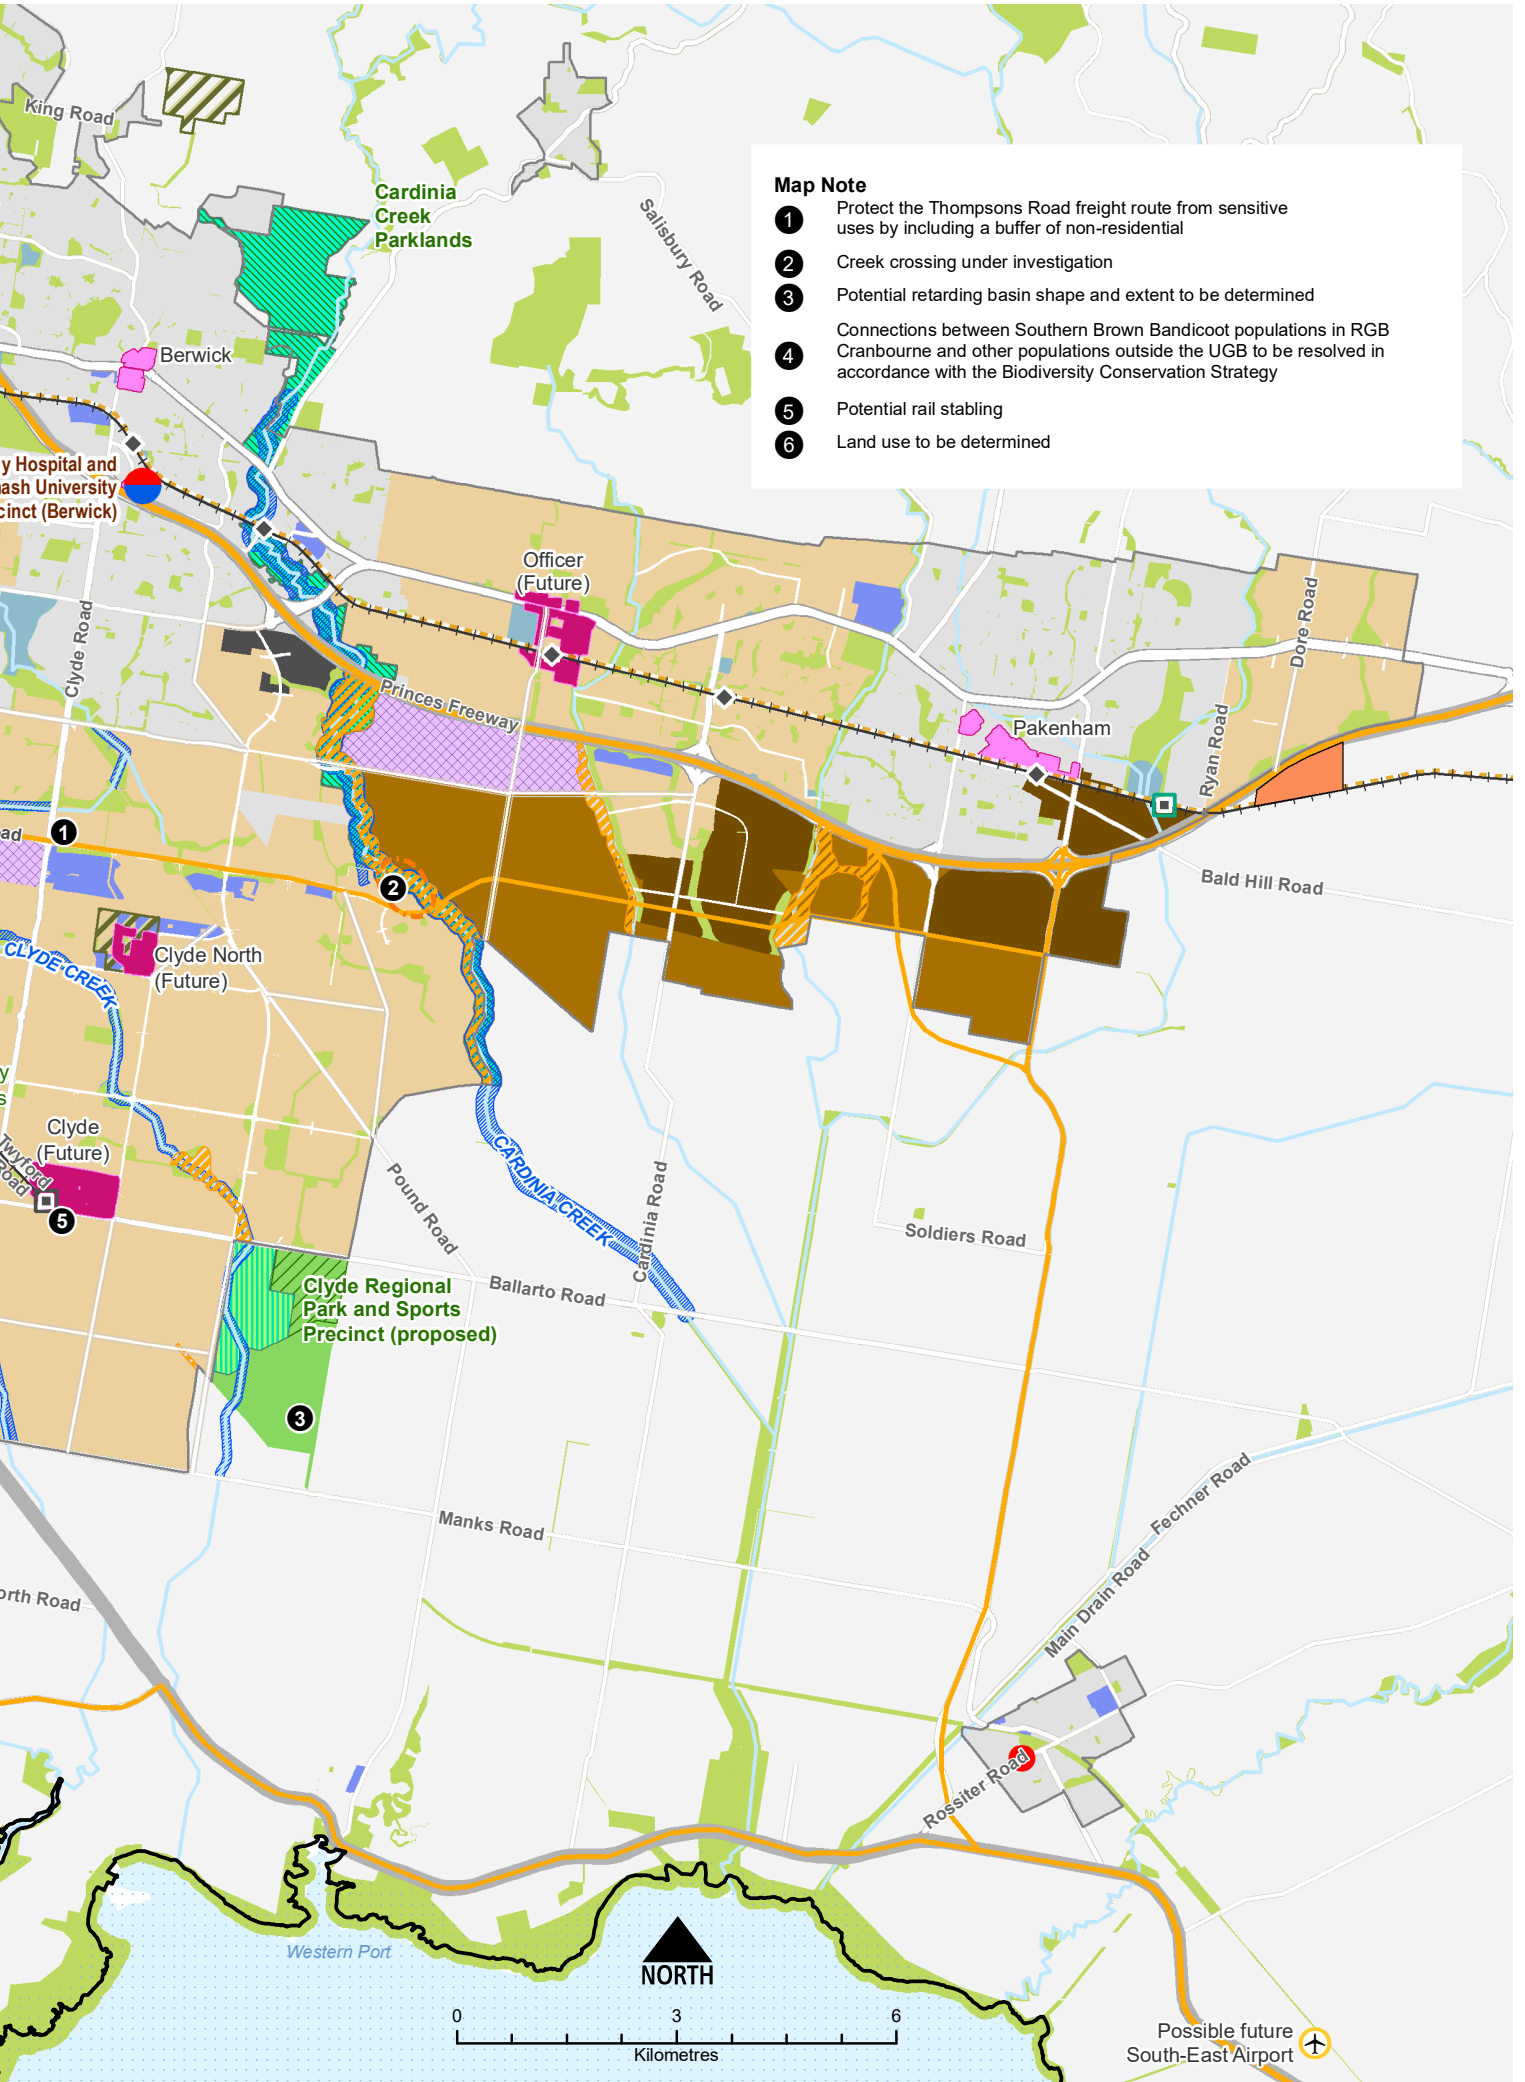 King Road
Cardinia
Creek
Parklands
Salisbury Road
Map Note
1 Protect the Thompsons Road freight route from sensitive
uses by including a buffer of non-residential
2 Creek crossing under investigation
3 Potential retarding basin shape and extent to be determined
4 Connections between Southern Brown Bandicoot populations in RGB
Cranbourne and other populations outside the UGB to be resolved in
accordance with the Biodiversity Conservation Strategy
5 Potential rail stabling
6 Land use to be determined
Berwick
y Hospital and
ash University
cinct (Berwick)
Officer
(Future)
Clyde Road
Dore Road
Princes Freeway
Pakenham
Ryan Road
ad
1
2
Bald Hill Road
Clyde North
(Future)
CLYDE CREEK
y
s
Clyde
(Future)
Twyford
Road
5
Pound Road
CARDINIA CREEK
Cardinia Road
Soldiers Road
Clyde Regional
Park and Sports
Precinct (proposed)
Ballarto Road
3
Manks Road
Fechner Road
Main Drain Road
orth Road
Rossiter Road
Western Port
NORTH
0 3 6
Kilometres
Possible future
South-East Airport